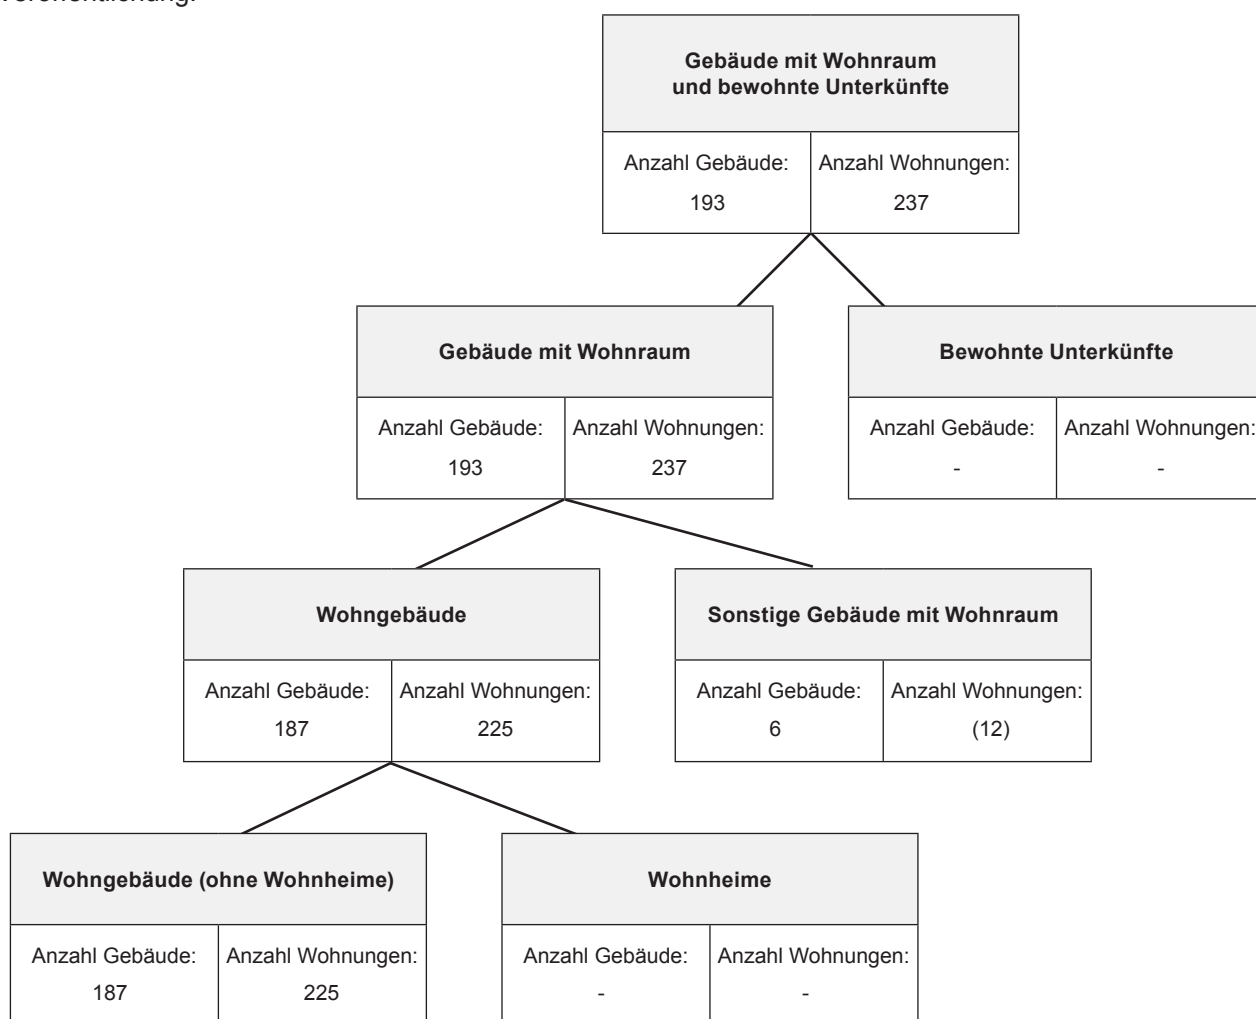 Veröffentlichung.
Gebäude mit Wohnraum
und bewohnte Unterkünfte
Anzahl Gebäude: Anzahl Wohnungen:
193 237
Gebäude mit Wohnraum
Anzahl Gebäude: Anzahl Wohnungen:
193 237
Bewohnte Unterkünfte
Anzahl Gebäude: Anzahl Wohnungen:
- -
Wohngebäude
Anzahl Gebäude: Anzahl Wohnungen:
187 225
Sonstige Gebäude mit Wohnraum
Anzahl Gebäude: Anzahl Wohnungen:
6 (12)
Wohngebäude (ohne Wohnheime)
Anzahl Gebäude: Anzahl Wohnungen:
187 225
Wohnheime
Anzahl Gebäude: Anzahl Wohnungen:
- -